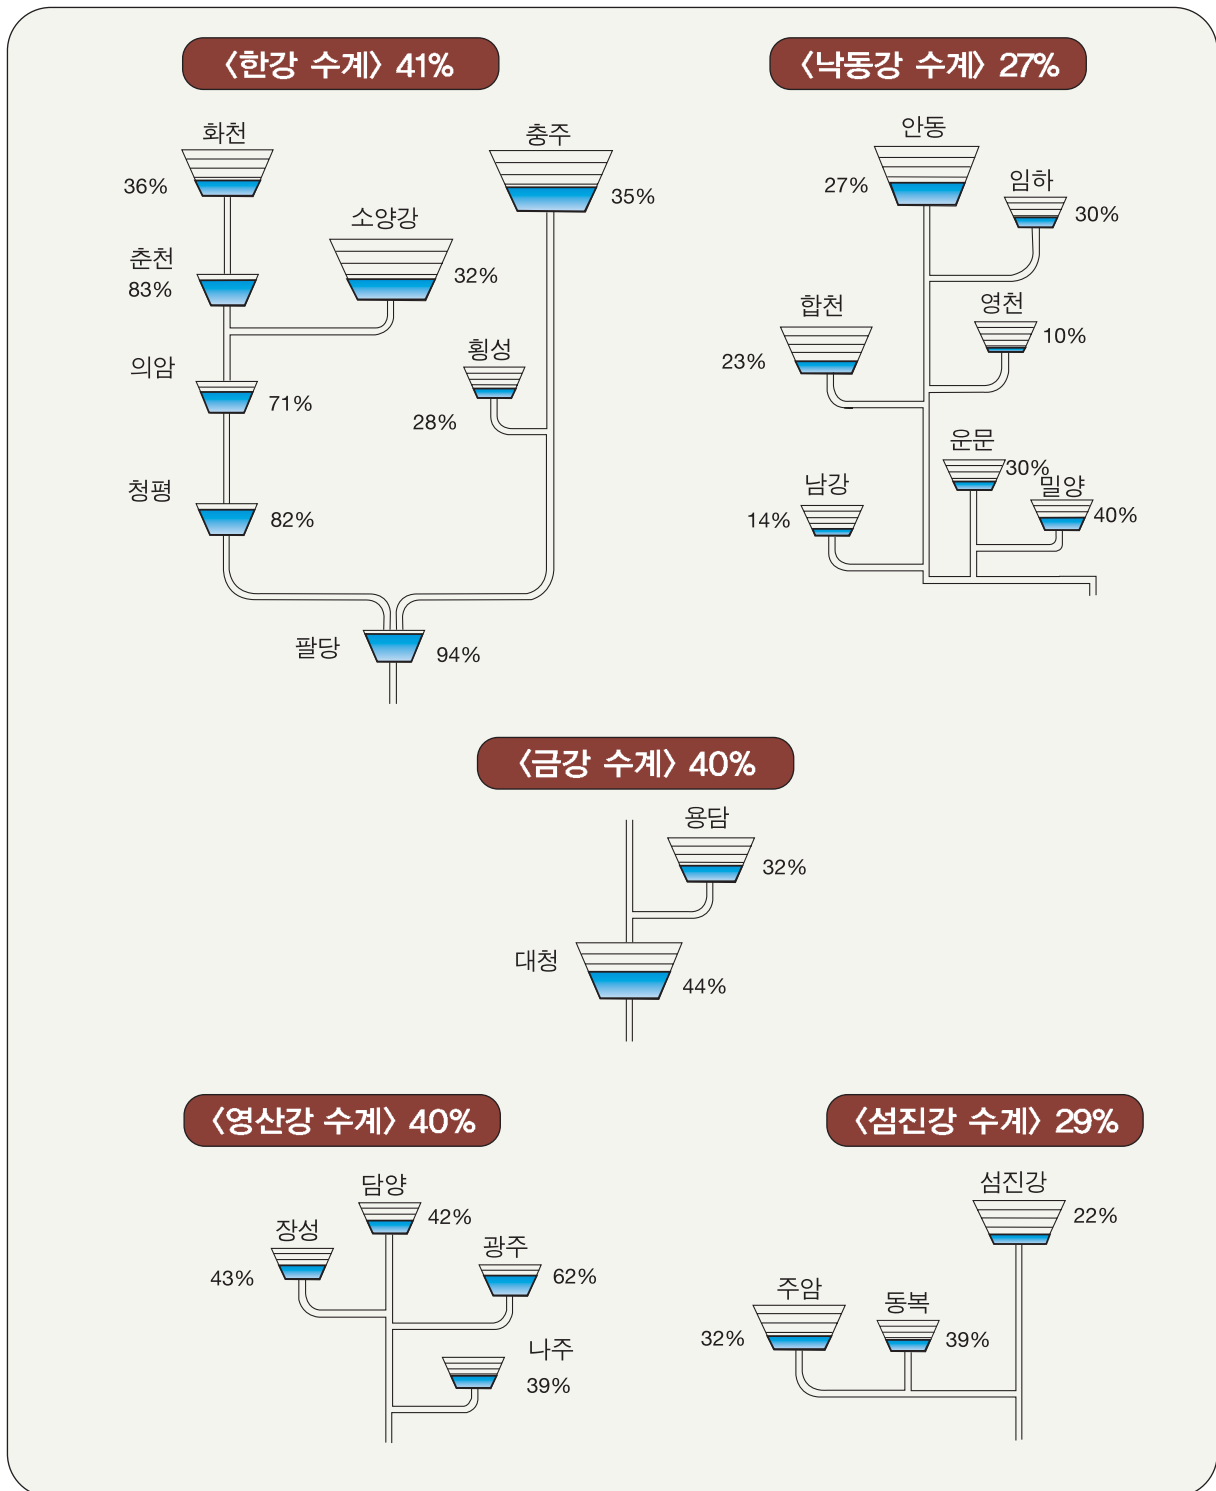 〈한강 수계〉 41%
화천
36%
충주
35%
소양강
32%
춘천
83%
횡성
28%
의암
71%
청평
82%
팔당
94%
〈낙동강 수계〉 27%
안동
27%
임하
30%
합천
23%
영천
10%
운문
30%
밀양
40%
남강
14%
〈금강 수계〉 40%
용담
32%
대청
44%
〈영산강 수계〉 40%
담양
42%
장성
43%
광주
62%
나주
39%
〈섬진강 수계〉 29%
섬진강
22%
주암
32%
동복
39%